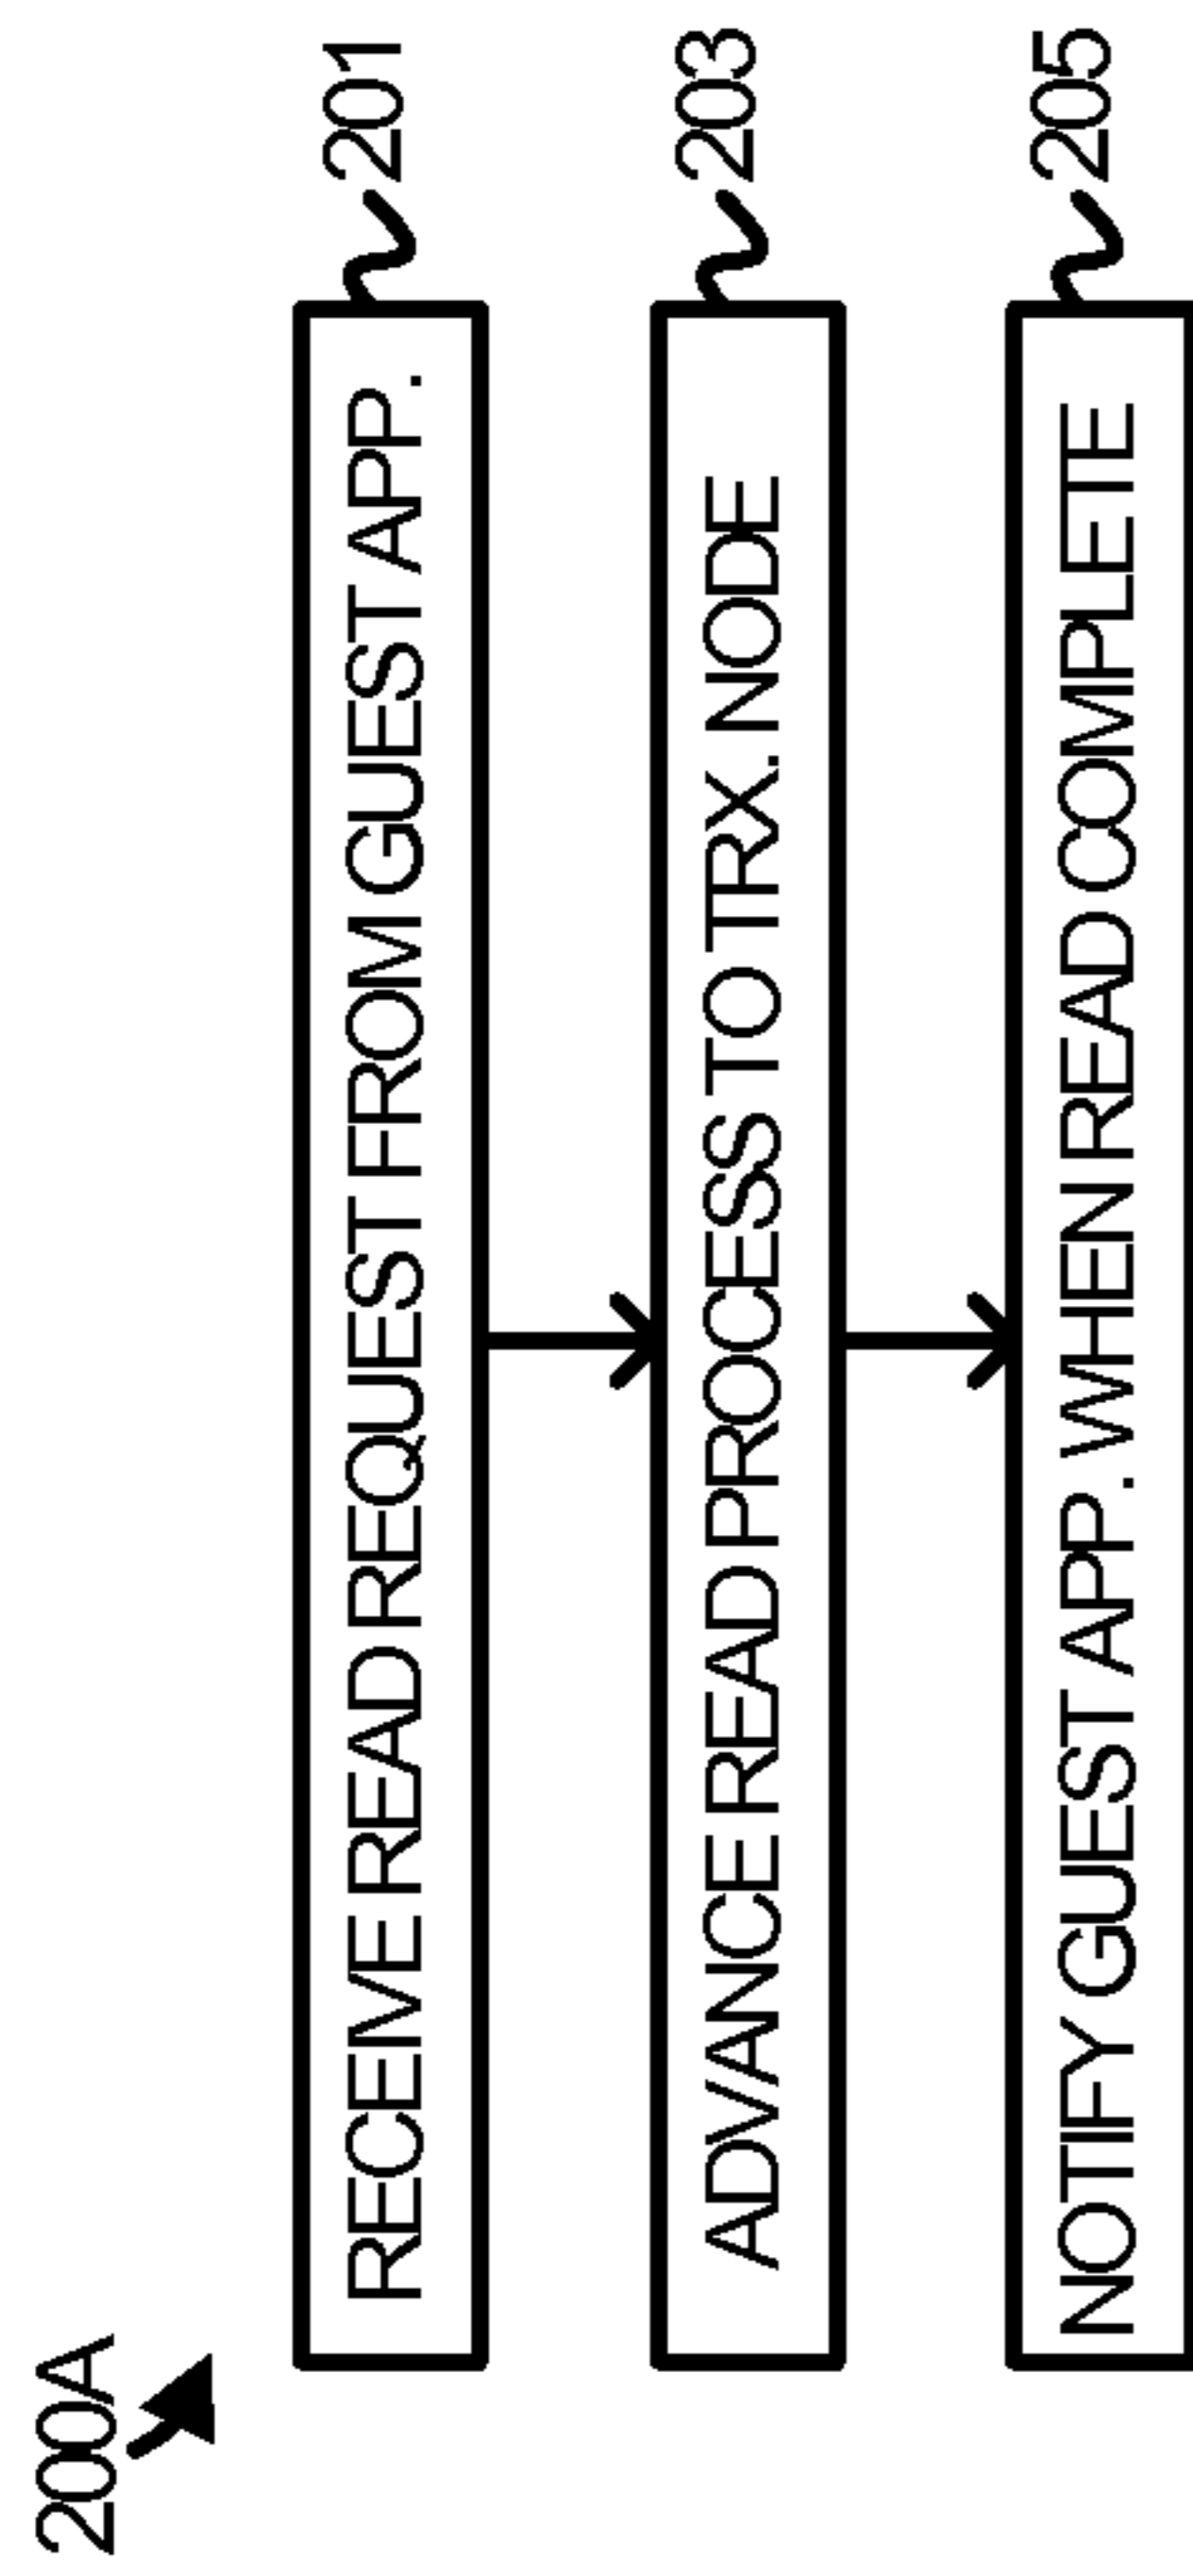 200A
RECEIVE READ REQUEST FROM GUEST APP.
201
ADVANCE READ PROCESS TO TRX. NODE
203
NOTIFY GUEST APP. WHEN READ COMPLETE
205